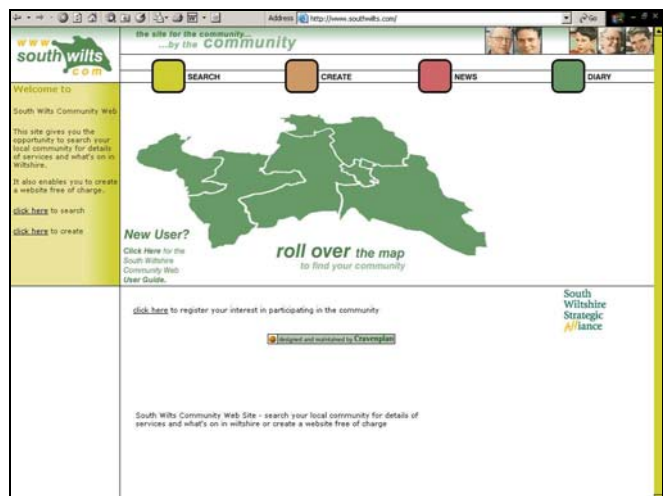 Address http://www.southwilts.com/ Go
www
south wilts
com
the site for the community...
...by the community
SEARCH
CREATE
NEWS
DIARY
Welcome to
South Wilts Community Web
This site gives you the
opportunity to search your
local community for details
of services and what's on in
Wiltshire.
It also enables you to create
a website free of charge.
click here to search
click here to create
New User?
Click Here for the
South Wiltshire
Community Web
User Guide.
roll over the map
to find your community
click here to register your interest in participating in the community
South
Wiltshire
Strategic
Alliance
designed and maintained by Cravenplan
South Wilts Community Web Site - search your local community for details of
services and what's on in wiltshire or create a website free of charge